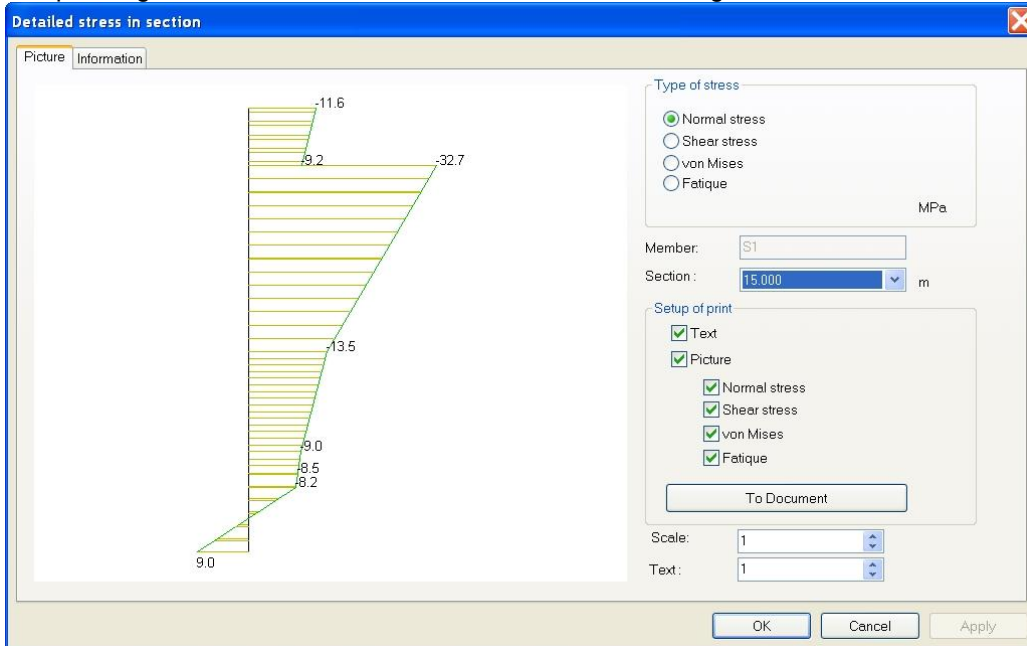 Detailed stress in section
Picture
Information
-11.6
-9.2
-32.7
-13.5
-9.0
-8.5
-8.2
9.0
Type of stress
Normal stress
Shear stress
von Mises
Fatique
MPa
Member: S1
Section : 15.000 m
Setup of print
Text
Picture
Normal stress
Shear stress
von Mises
Fatique
To Document
Scale: 1
Text : 1
OK Cancel Apply